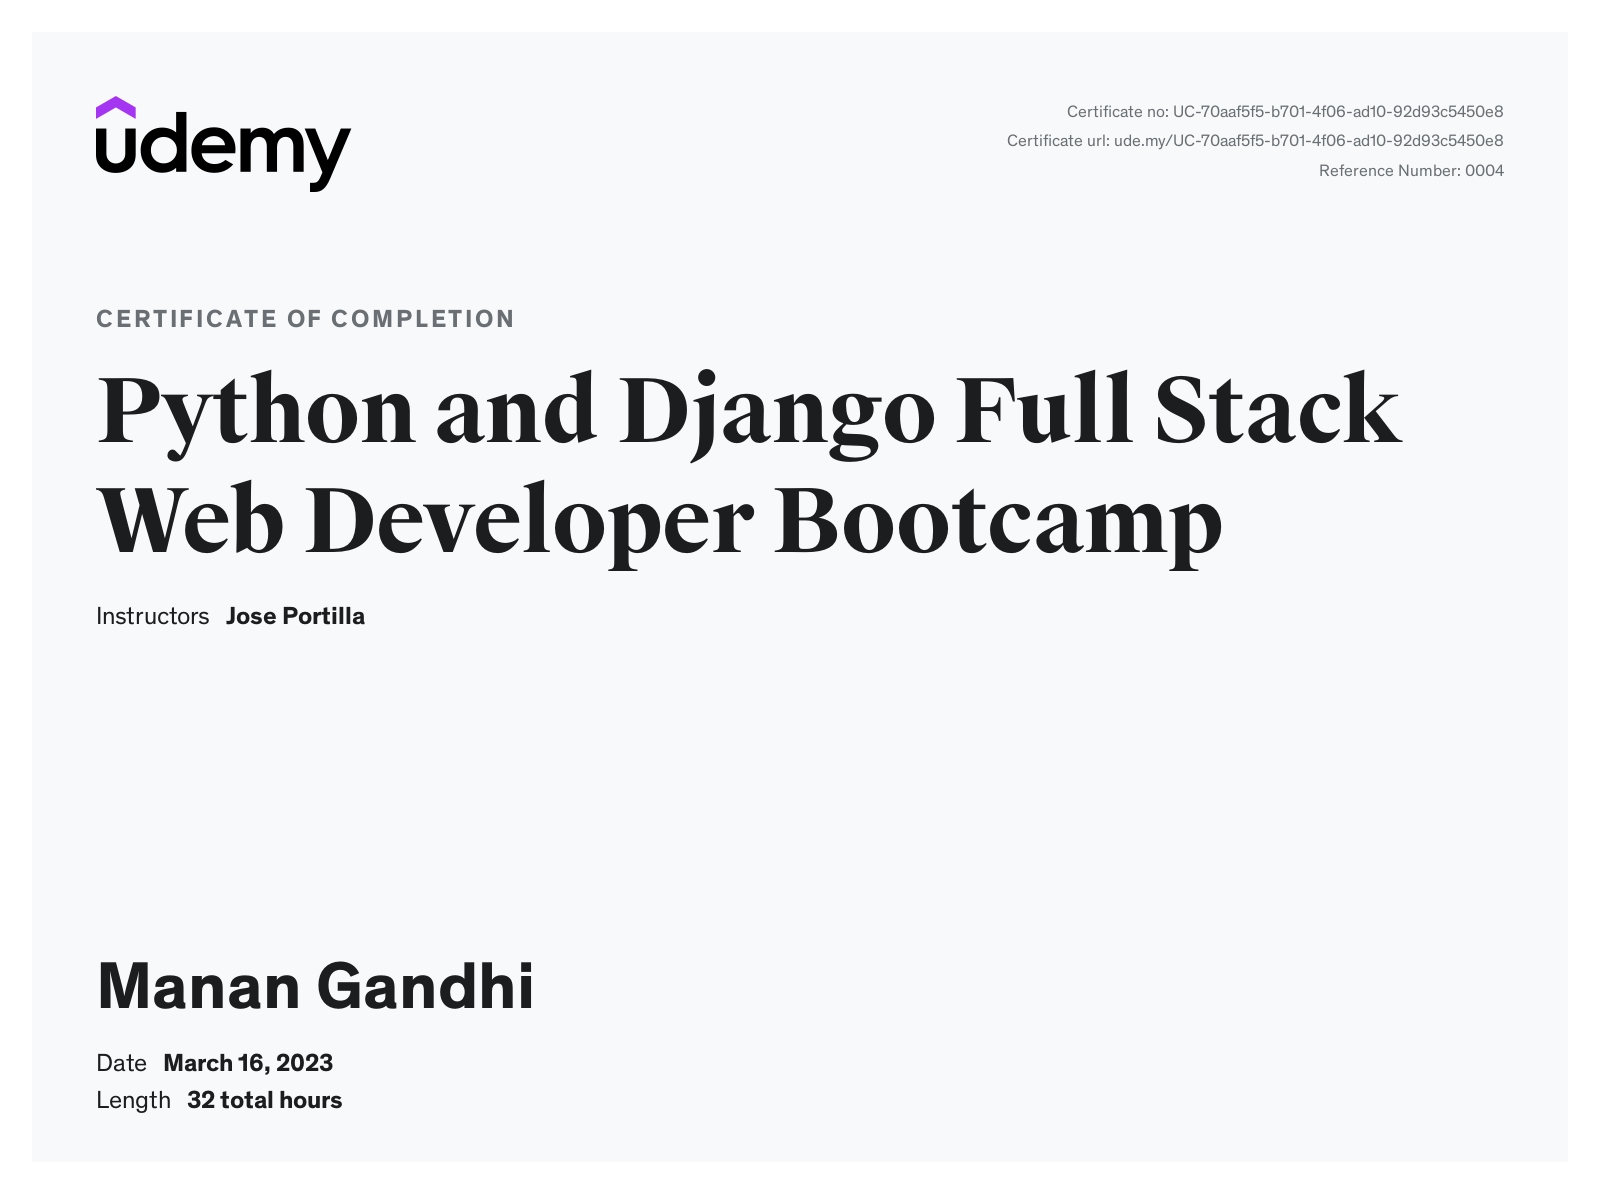 udemy
Certificate no: UC-70aaf5f5-b701-4f06-ad10-92d93c5450e8
Certificate url: ude.my/UC-70aaf5f5-b701-4f06-ad10-92d93c5450e8
Reference Number: 0004
CERTIFICATE OF COMPLETION
Python and Django Full Stack
Web Developer Bootcamp
Instructors Jose Portilla
Manan Gandhi
Date March 16, 2023
Length 32 total hours